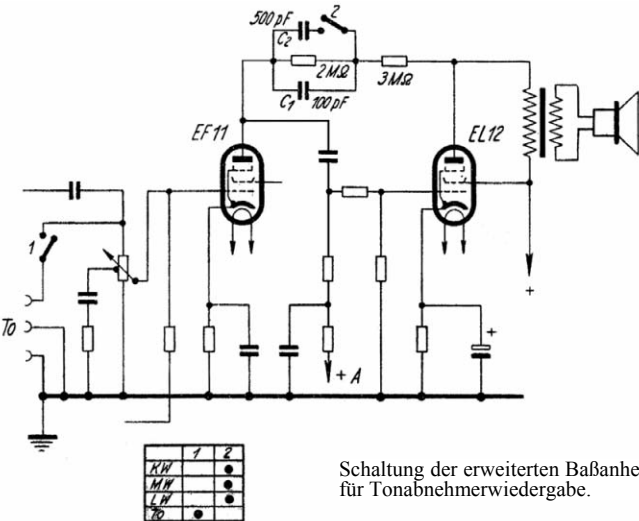 500 pF
2
C2
2 MΩ
3 MΩ
C1
100 pF
EF 11
EL 12
1
To
+
+
+ A
1 2
KW ●
MW ●
LW ●
To ●
Schaltung der erweiterten Baßanhe
für Tonabnehmerwiedergabe.